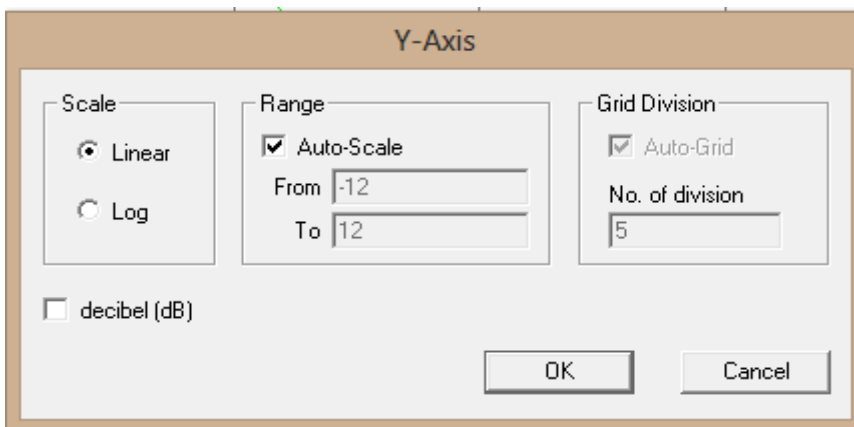 Y-Axis
Scale
Linear
Log
Range
Auto-Scale
From -12
To 12
Grid Division
Auto-Grid
No. of division
5
decibel (dB)
OK
Cancel